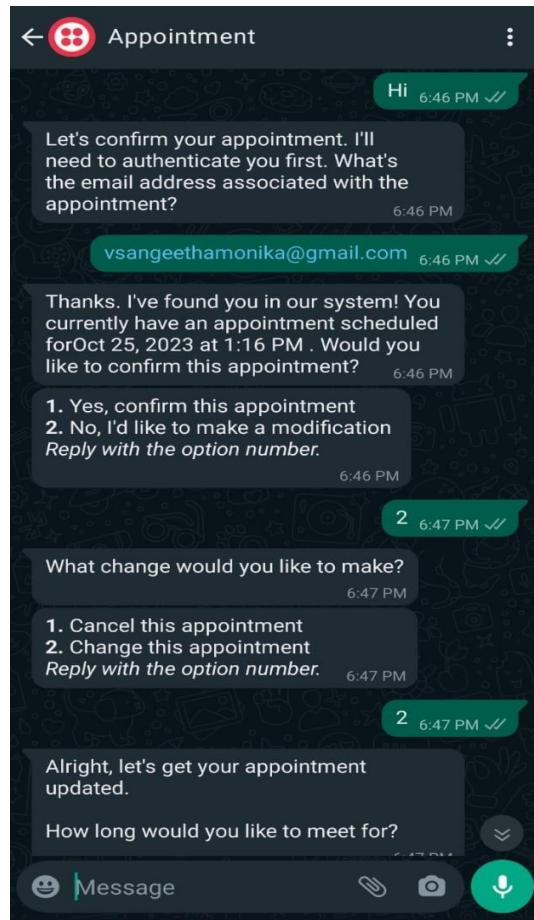 Appointment
Hi 6:46 PM
Let's confirm your appointment. I'll
need to authenticate you first. What's
the email address associated with the
appointment?
6:46 PM
vsangeethamonika@gmail.com 6:46 PM
Thanks. I've found you in our system! You
currently have an appointment scheduled
forOct 25, 2023 at 1:16 PM . Would you
like to confirm this appointment?
6:46 PM
1. Yes, confirm this appointment
2. No, I'd like to make a modification
Reply with the option number.
6:46 PM
2 6:47 PM
What change would you like to make?
6:47 PM
1. Cancel this appointment
2. Change this appointment
Reply with the option number.
6:47 PM
2 6:47 PM
Alright, let's get your appointment
updated.
How long would you like to meet for?
Message